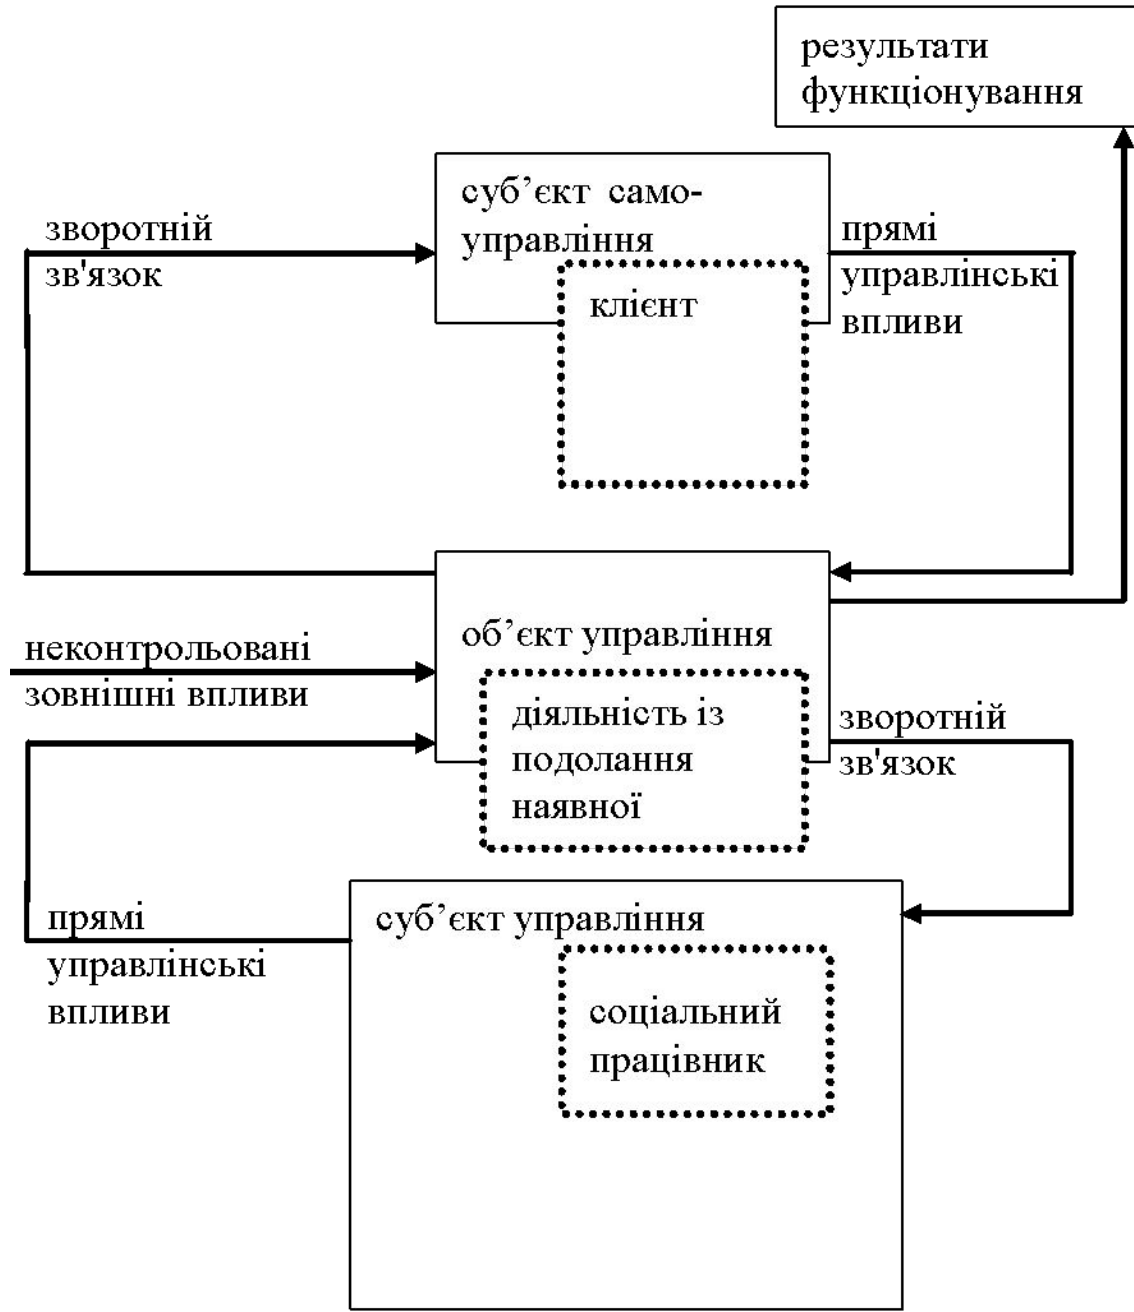 результати
функціонування
суб’єкт само-
управління
зворотній
зв'язок
прямі
управлінські
впливи
клієнт
об’єкт управління
неконтрольовані
зовнішні впливи
діяльність із
подолання
наявної
зворотній
зв'язок
суб’єкт управління
прямі
управлінські
впливи
соціальний
працівник